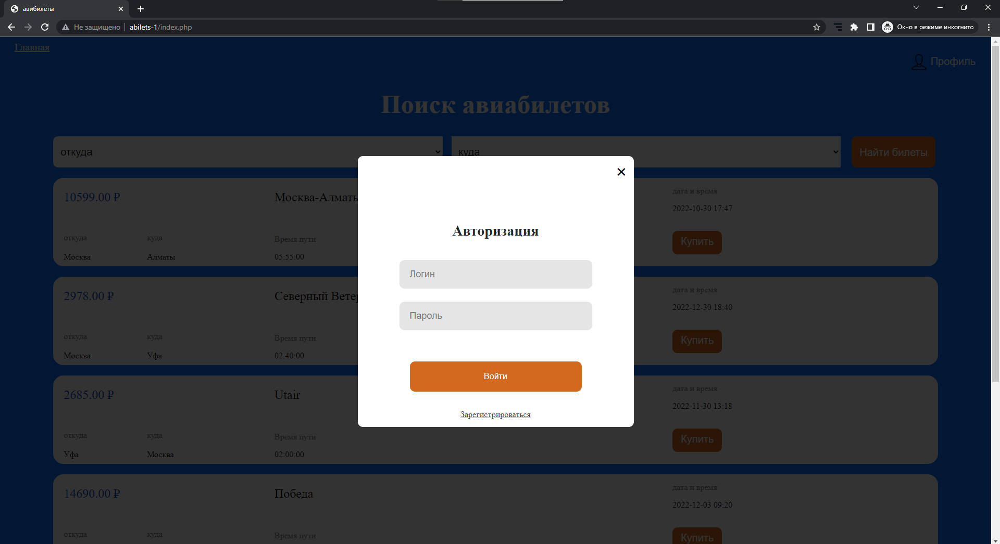 авибилеты
Не защищено
abilets-1/index.php
Окно в режиме инкогнито
Главная
Профиль
Поиск авиабилетов
откуда
куда
Найти билеты
10599.00 ₽
дата и время
2022-10-30 17:47
откуда
куда
Время пути
Купить
Москва
Алматы
05:55:00
2978.00 ₽
Северный
дата и время
2022-12-30 18:40
откуда
куда
Время пути
Купить
Москва
Уфа
02:40:00
2685.00 ₽
Utair
дата и время
2022-11-30 13:18
откуда
куда
Время пути
Купить
Уфа
Москва
02:00:00
14690.00 ₽
Победа
дата и время
2022-12-03 09:20
откуда
куда
Время пути
Купить
Авторизация
Логин
Пароль
Войти
Зарегистрироваться